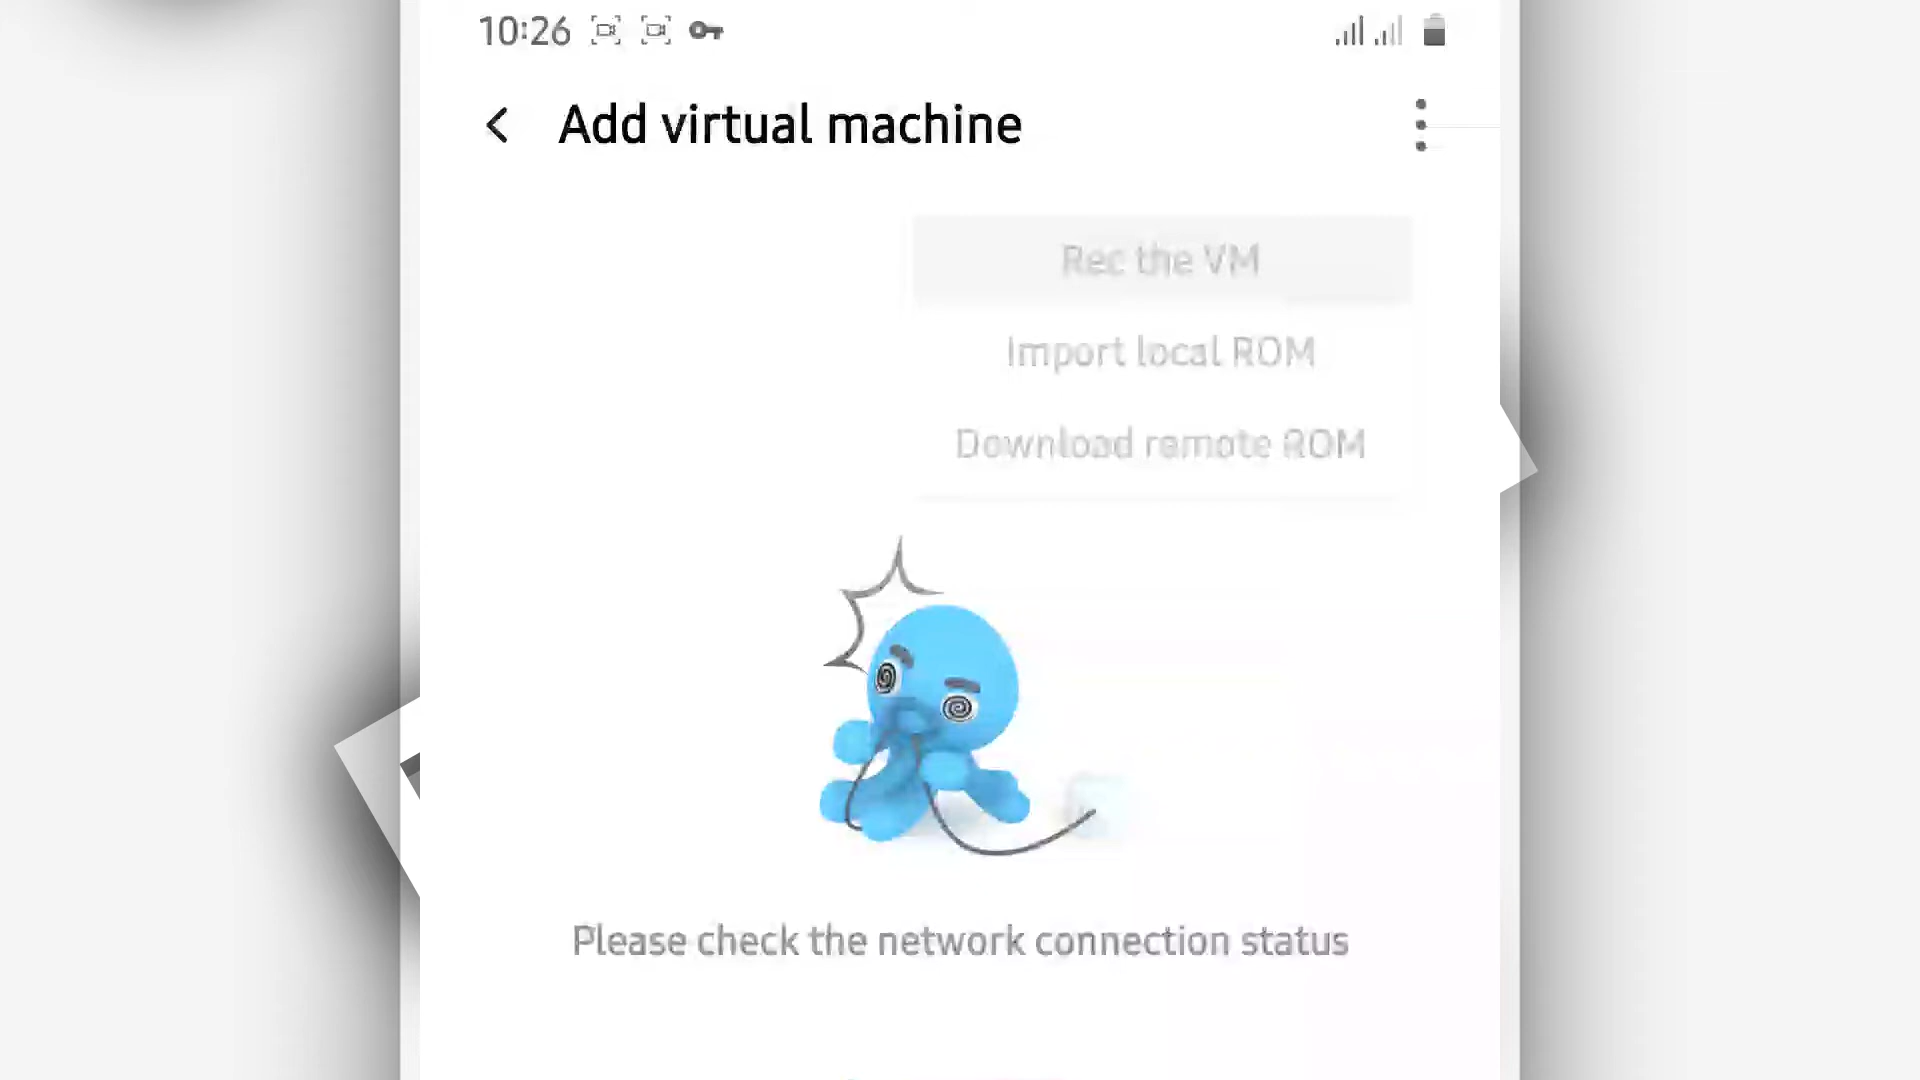 10:26
Add virtual machine
Rec the VM
Import local ROM
Download remote ROM
Please check the network connection status